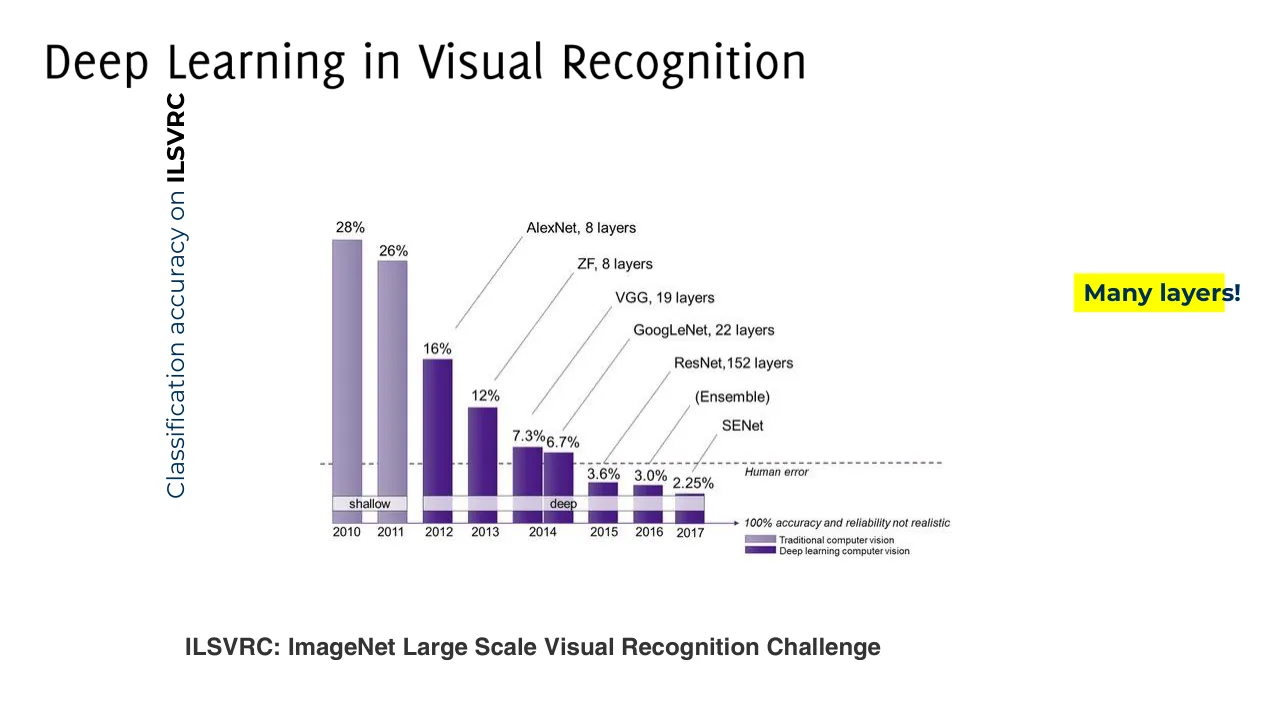 Deep Learning in Visual Recognition
Classification accuracy on ILSVRC
28%
26%
16%
12%
7.3%
6.7%
3.6%
3.0%
2.25%
AlexNet, 8 layers
ZF, 8 layers
VGG, 19 layers
GoogLeNet, 22 layers
ResNet,152 layers
(Ensemble)
SENet
Many layers!
Human error
shallow
deep
2010
2011
2012
2013
2014
2015
2016
2017
100% accuracy and reliability not realistic
Traditional computer vision
Deep learning computer vision
ILSVRC: ImageNet Large Scale Visual Recognition Challenge